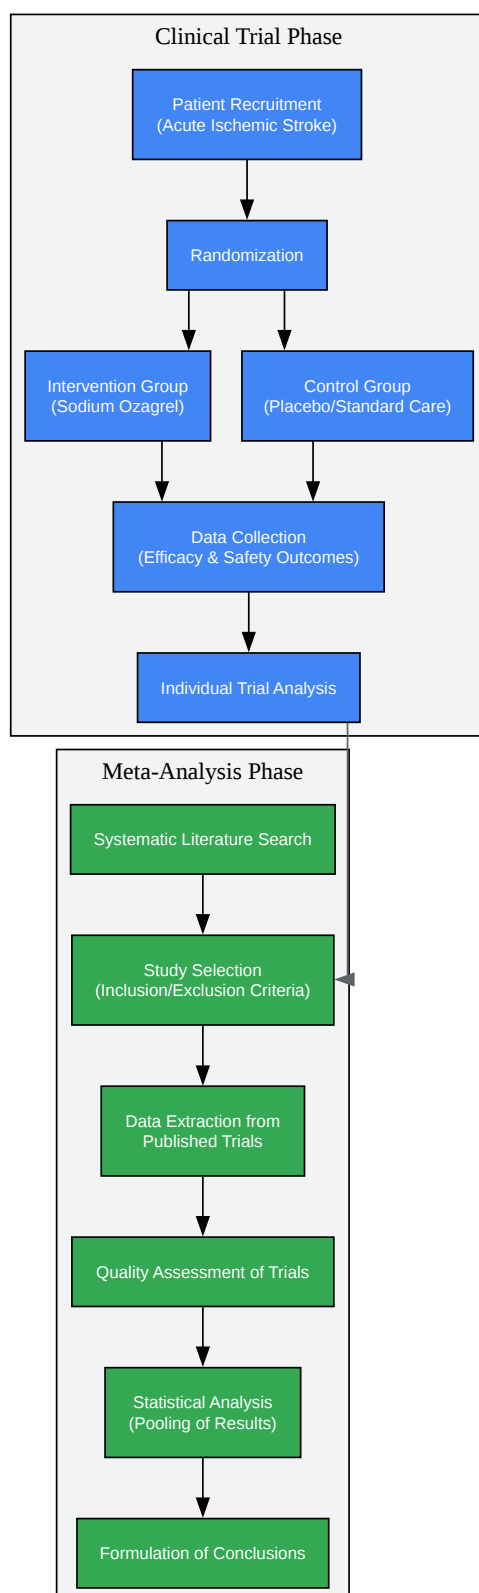 Clinical Trial Phase
Patient Recruitment
(Acute Ischemic Stroke)
Randomization
Intervention Group
(Sodium Ozagrel)
Control Group
(Placebo/Standard Care)
Data Collection
(Efficacy & Safety Outcomes)
Individual Trial Analysis
Meta-Analysis Phase
Systematic Literature Search
Study Selection
(Inclusion/Exclusion Criteria)
Data Extraction from
Published Trials
Quality Assessment of Trials
Statistical Analysis
(Pooling of Results)
Formulation of Conclusions